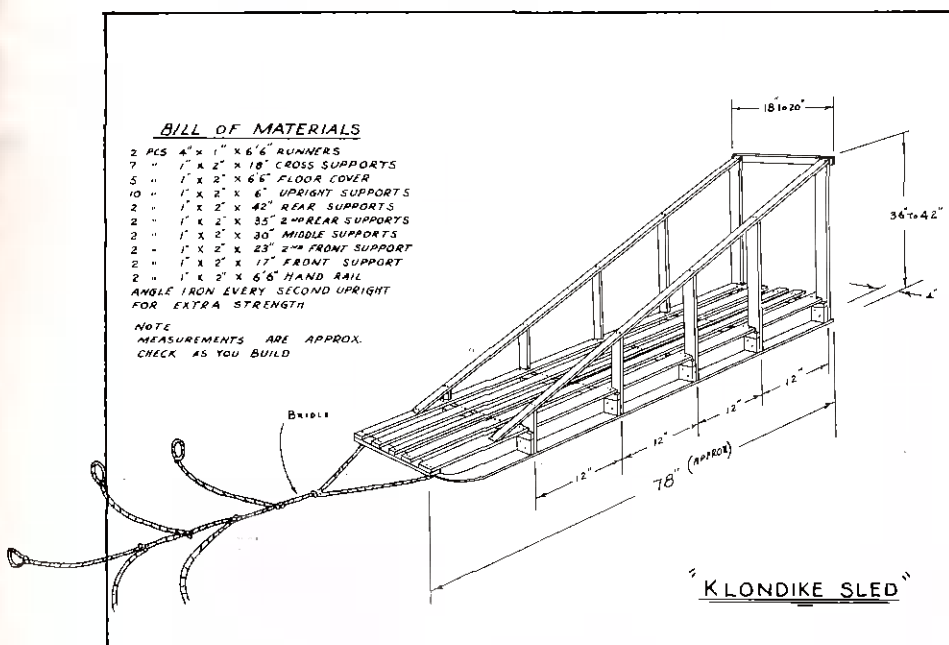 BILL OF MATERIALS
2 PCS 4" x 1" x 6'6" RUNNERS
7 " 1" x 2" x 18" CROSS SUPPORTS
5 " 1" x 2" x 6'6" FLOOR COVER
10 " 1" x 2" x 6" UPRIGHT SUPPORTS
2 " 1" x 2" x 42" REAR SUPPORTS
2 " 1" x 2" x 35" 2ND REAR SUPPORTS
2 " 1" x 2" x 30" MIDDLE SUPPORTS
2 " 1" x 2" x 23" 2ND FRONT SUPPORT
2 " 1" x 2" x 17" FRONT SUPPORT
2 " 1" x 2" x 6'6" HAND RAIL
ANGLE IRON EVERY SECOND UPRIGHT
FOR EXTRA STRENGTH
NOTE
MEASUREMENTS ARE APPROX.
CHECK AS YOU BUILD
18" to 20"
36" to 42"
4"
BRIDLE
12"
12"
12"
12"
78" (APPROX)
"KLONDIKE SLED"